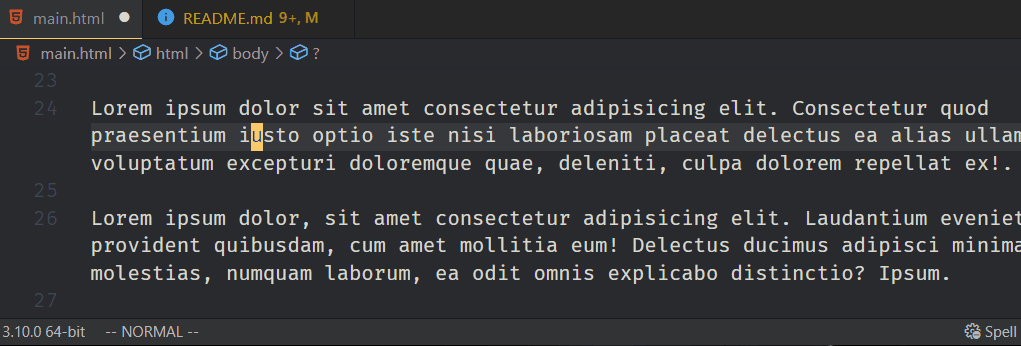 main.html ● README.md 9+, M
main.html > html > body > ?
23
24 Lorem ipsum dolor sit amet consectetur adipisicing elit. Consectetur quod
praesentium iusto optio iste nisi laboriosam placeat delectus ea alias ullam
voluptatum excepturi doloremque quae, deleniti, culpa dolorem repellat ex!.
25
26 Lorem ipsum dolor, sit amet consectetur adipisicing elit. Laudantium eveniet
provident quibusdam, cum amet mollitia eum! Delectus ducimus adipisci minima
molestias, numquam laborum, ea odit omnis explicabo distinctio? Ipsum.
27
3.10.0 64-bit -- NORMAL -- Spell